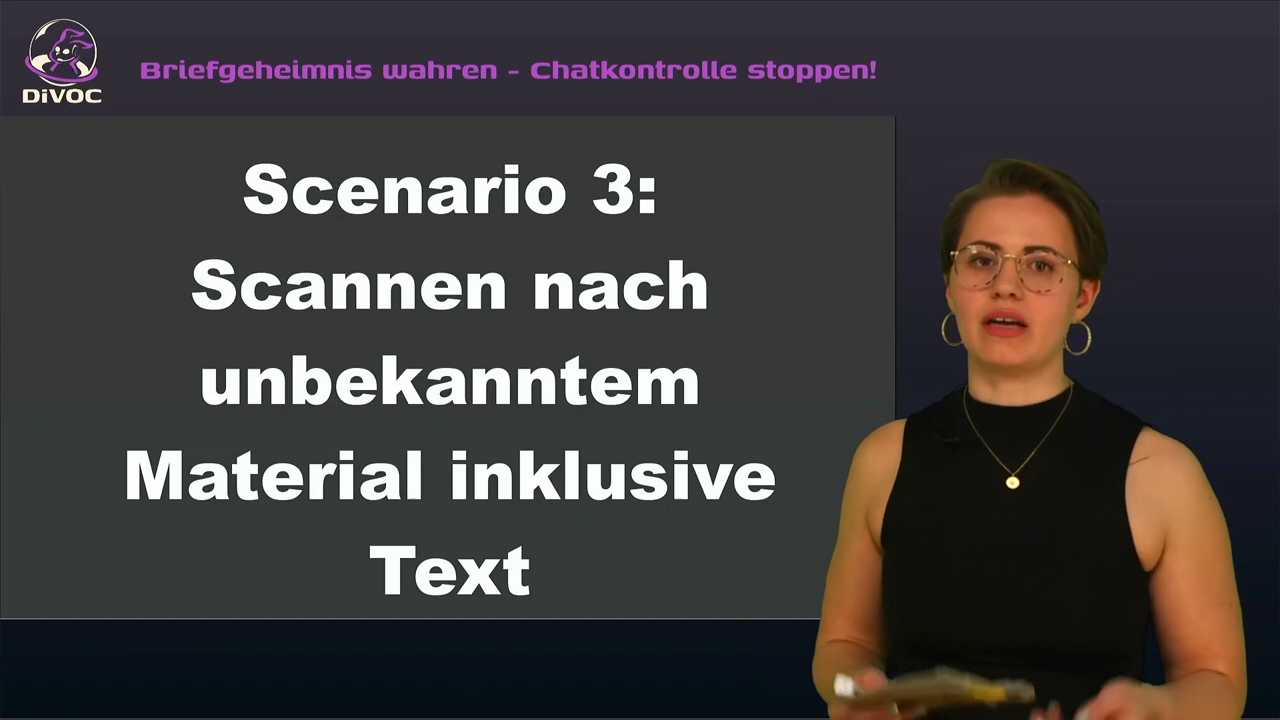 DiVOC
Briefgeheimnis wahren - Chatkontrolle stoppen!
Scenario 3:
Scannen nach
unbekanntem
Material inklusive
Text